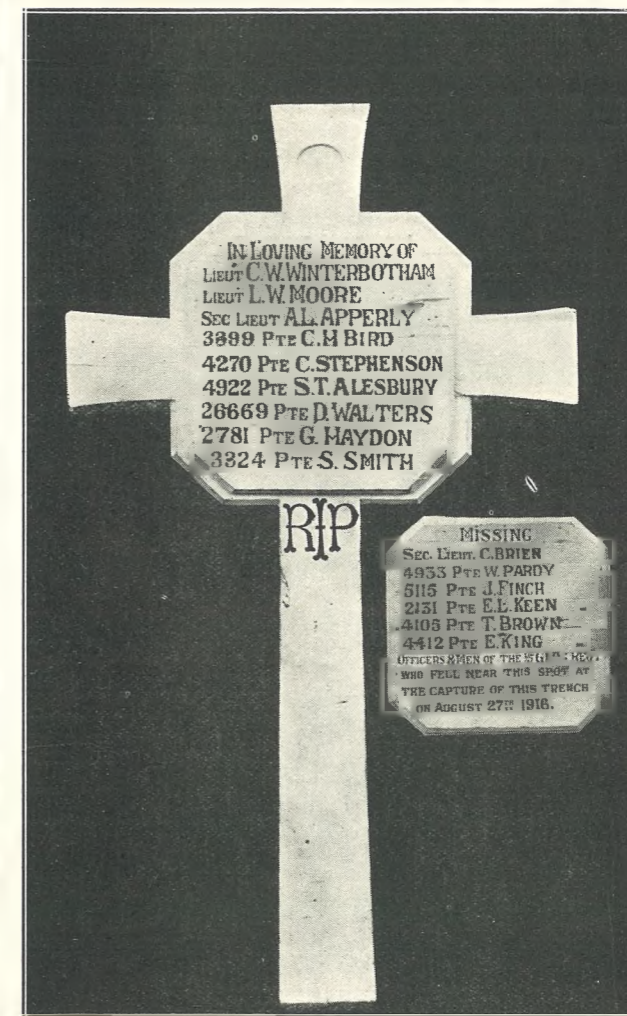 IN LOVING MEMORY OF
LIEUT C.W.WINTERBOTHAM
LIEUT L.W.MOORE
SEC LIEUT A.L.APPERLY
3899 PTE C.H BIRD
4270 PTE C.STEPHENSON
4922 PTE S.T.ALESBURY
26669 PTE D.WALTERS
2781 PTE G.HAYDON
3324 PTE S. SMITH
RIP
MISSING
SEC. LIEUT. C.BRIEN
4933 PTE W.PARDY
5115 PTE J.FINCH
2131 PTE E.L.KEEN
4105 PTE T.BROWN
4412 PTE E.KING
OFFICERS & MEN OF THE
WHO FELL NEAR THIS SPOT AT
THE CAPTURE OF THIS TRENCH
ON AUGUST 27TH 1916.